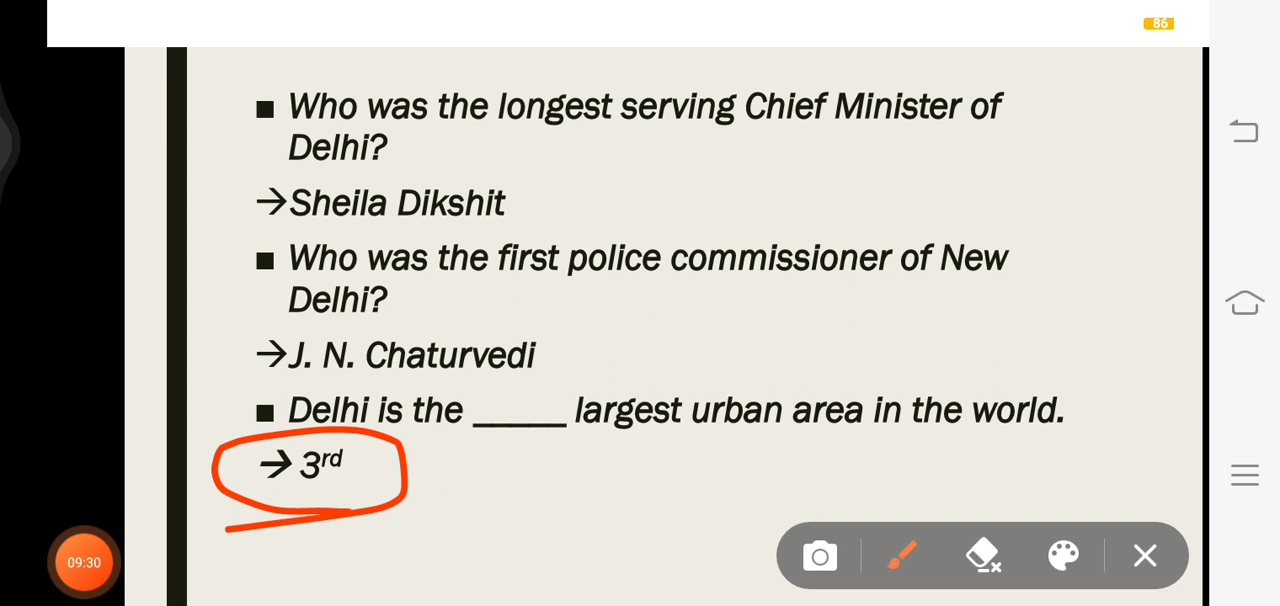 86
■ Who was the longest serving Chief Minister of
Delhi?
→Sheila Dikshit
■ Who was the first police commissioner of New
Delhi?
→J. N. Chaturvedi
■ Delhi is the _____ largest urban area in the world.
→ 3rd
09:30